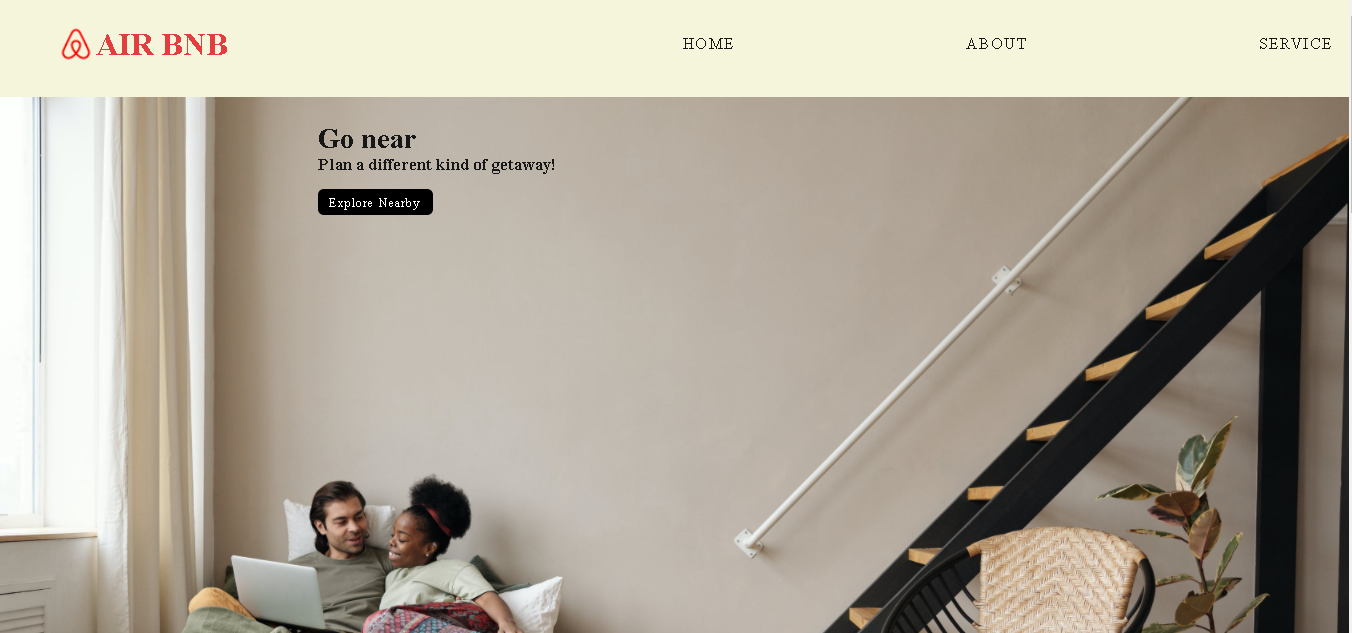 AIR BNB
HOME
ABOUT
SERVICE
Go near
Plan a different kind of getaway!
Explore Nearby